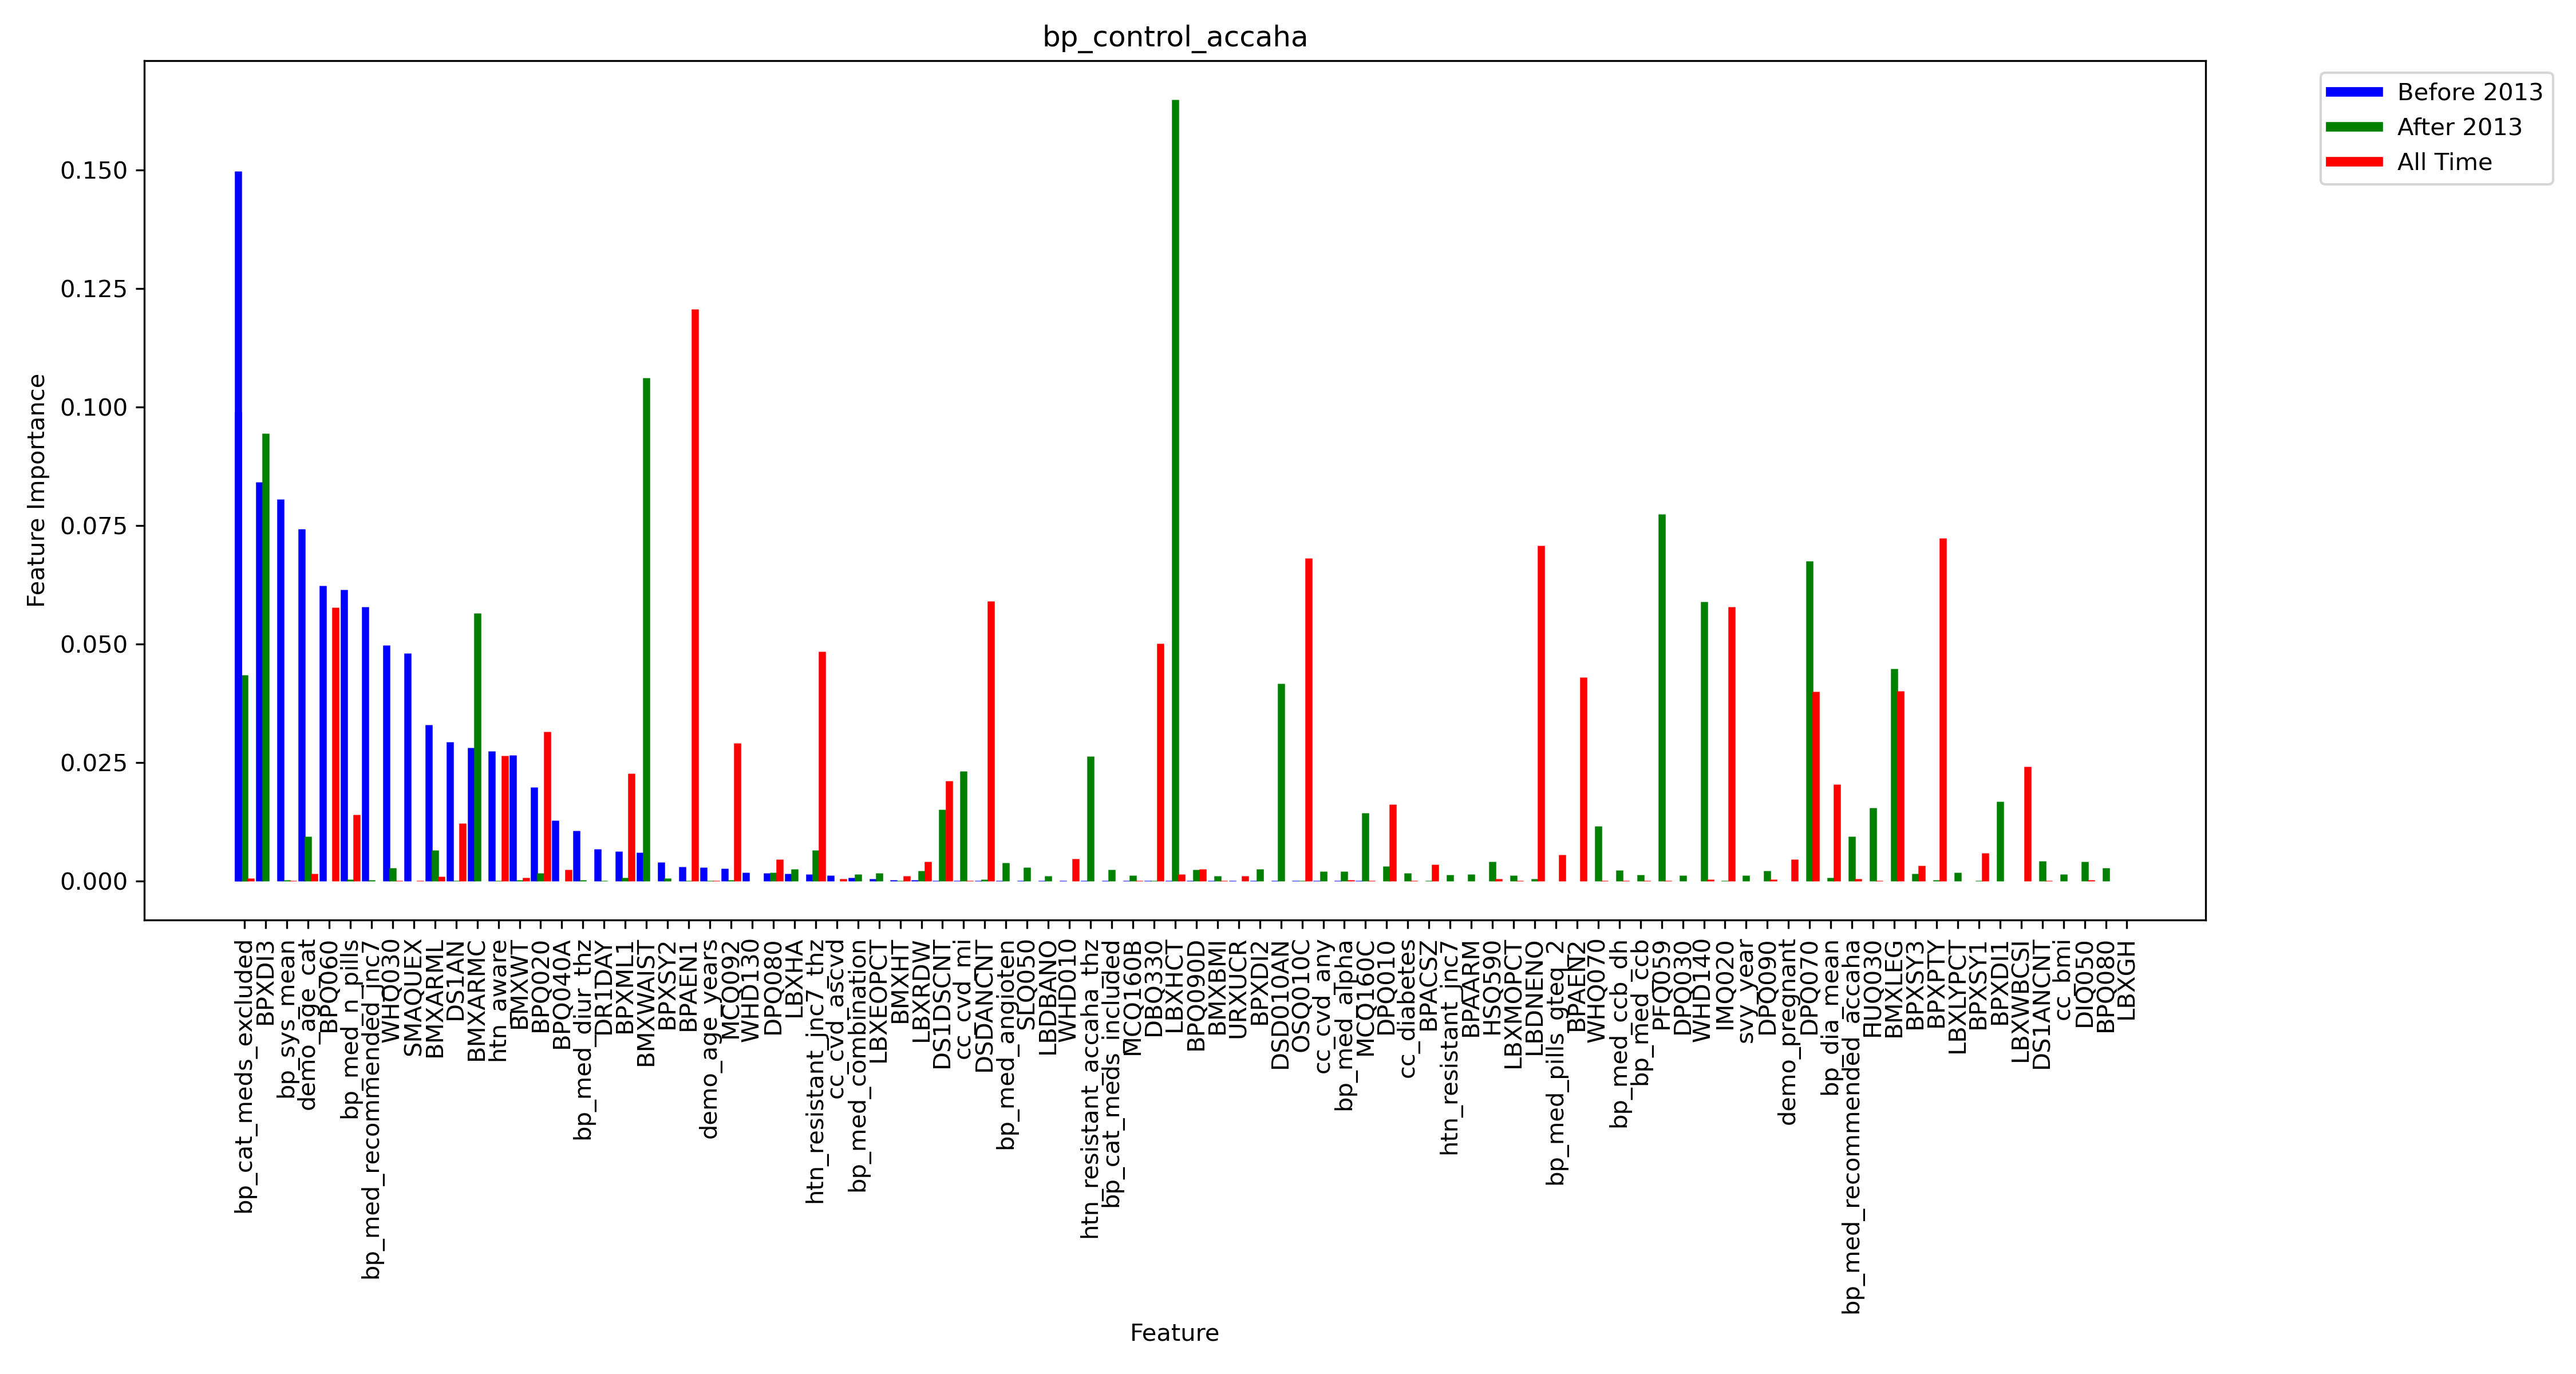 bp_control_accaha
Before 2013
After 2013
All Time
Feature Importance
0.150
0.125
0.100
0.075
0.050
0.025
0.000
bp_cat_meds_excluded
BPXDI3
bp_sys_mean
demo_age_cat
BPQ060
bp_med_n_pills
bp_med_recommended_jnc7
WHQ030
SMAQUEX
BMXARML
DS1AN
BMXARMC
htn_aware
BMXWT
BPQ020
BPQ040A
bp_med_diur_thz
DR1DAY
BPXML1
BMXWAIST
BPXSY2
BPAEN1
demo_age_years
MCQ092
WHD130
DPQ080
LBXHA
htn_resistant_jnc7_thz
cc_cvd_ascvd
bp_med_combination
LBXEOPCT
BMXHT
LBXRDW
DS1DSCNT
cc_cvd_mi
DSDANCNT
bp_med_angioten
SLQ050
LBDBANO
WHD010
htn_resistant_accaha_thz
bp_cat_meds_included
MCQ160B
DBQ330
LBXHCT
BPQ090D
BMXBMI
URXUCR
BPXDI2
DSD010AN
OSQ010C
cc_cvd_any
bp_med_alpha
MCQ160C
DPQ010
cc_diabetes
BPACSZ
htn_resistant_jnc7
BPAARM
HSQ590
LBXMOPCT
LBDNENO
bp_med_pills_gteq_2
BPAEN2
WHQ070
bp_med_ccb_dh
bp_med_ccb
PFQ059
DPQ030
WHD140
IMQ020
svy_year
DPQ090
demo_pregnant
DPQ070
bp_dia_mean
bp_med_recommended_accaha
HUQ030
BMXLEG
BPXSY3
BPXPTY
LBXLYPCT
BPXSY1
BPXDI1
LBXWBCSI
DS1ANCNT
cc_bmi
DIQ050
BPQ080
LBXGH
Feature